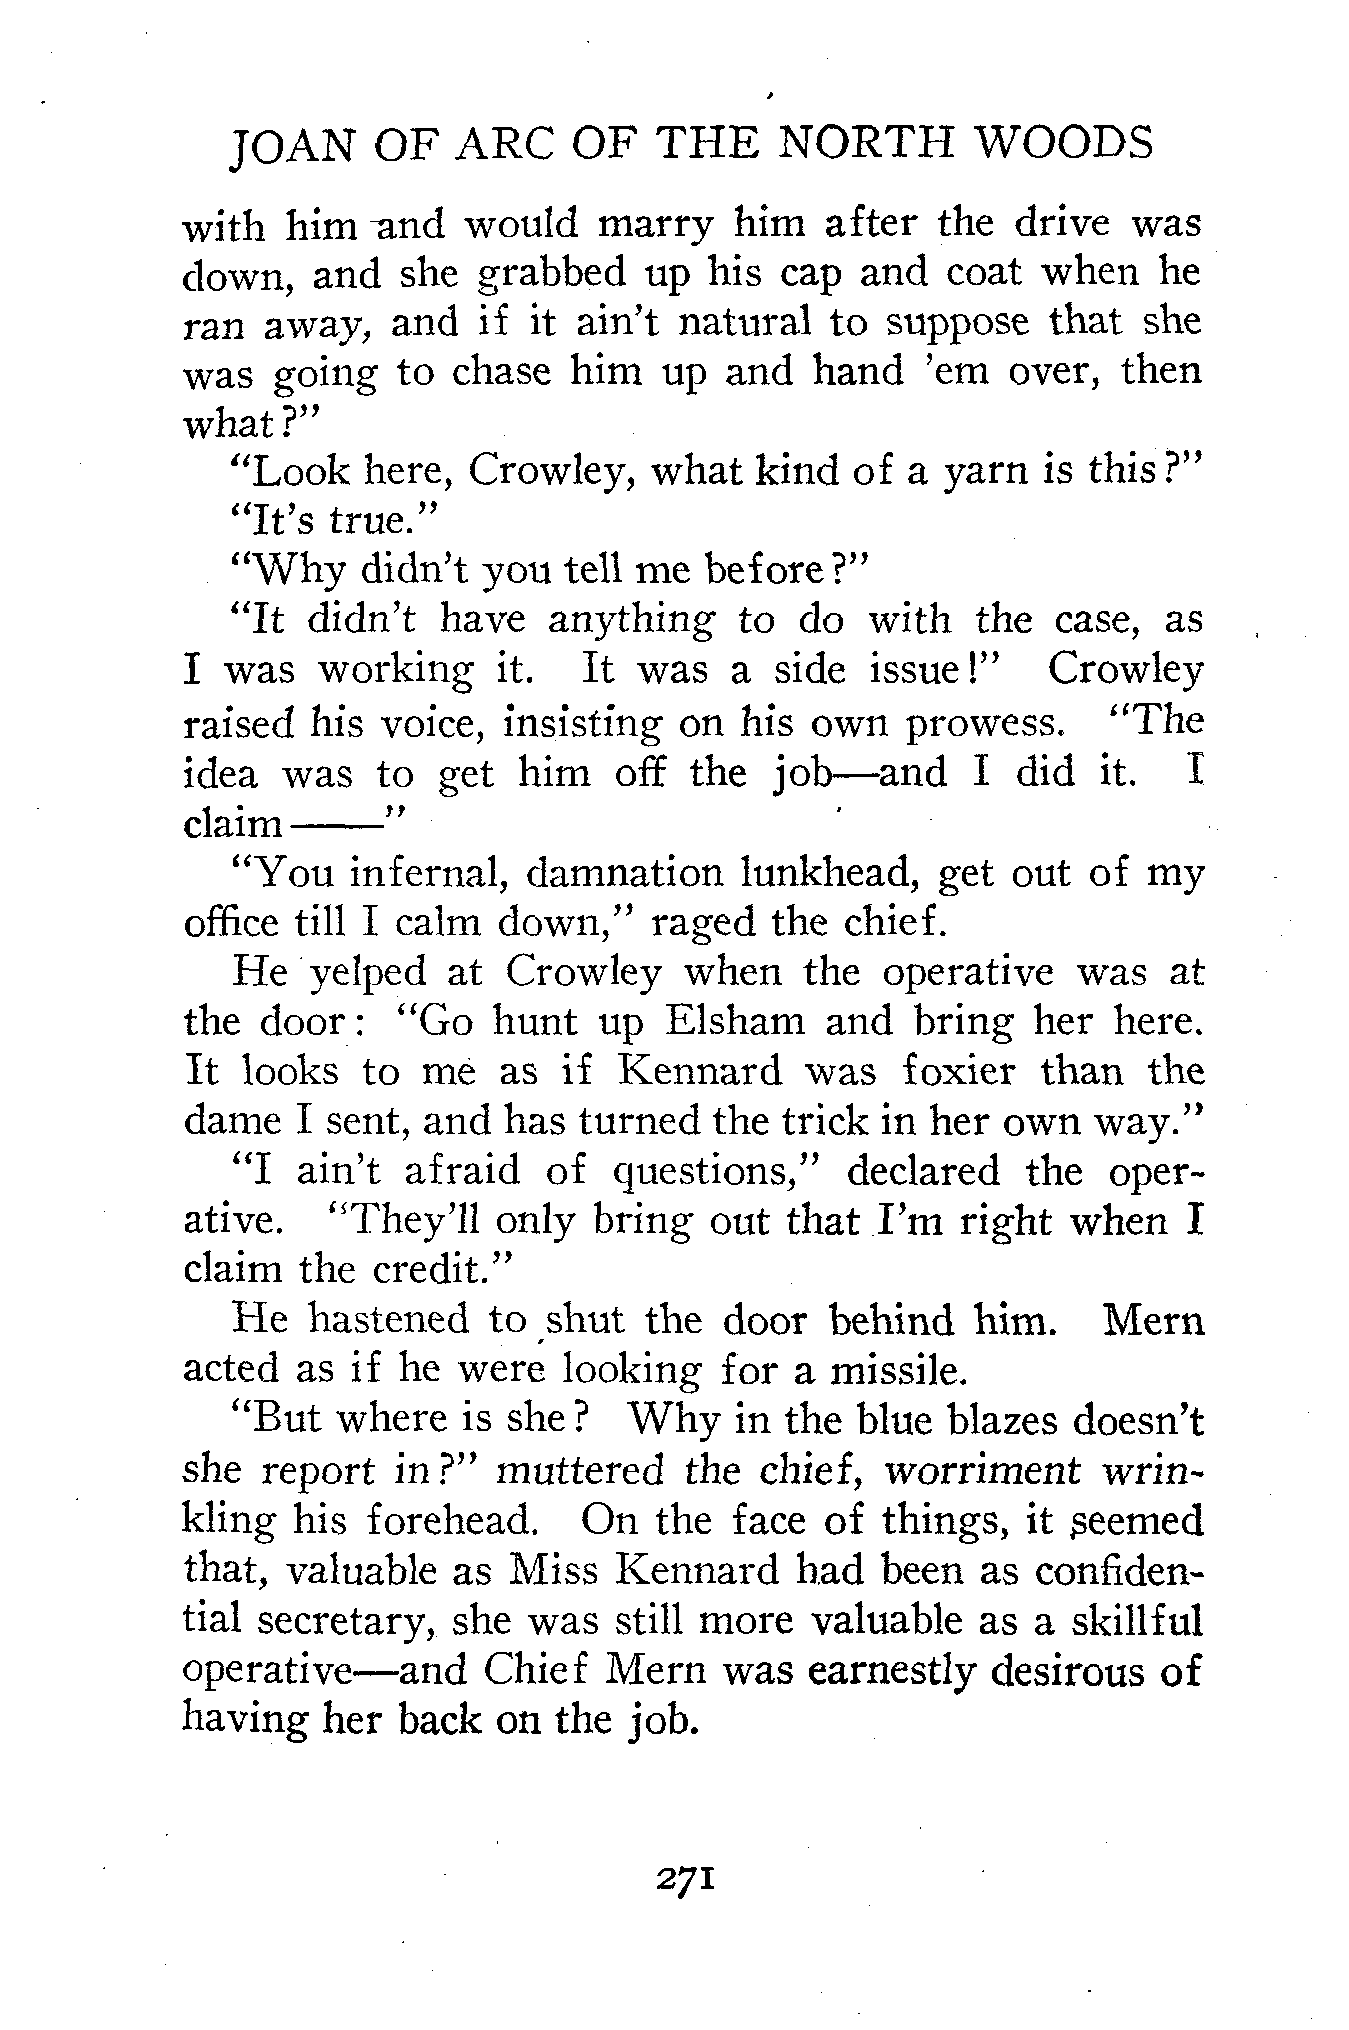 JOAN OF ARC OF THE NORTH WOODS
with him and would marry him after the drive was
down, and she grabbed up his cap and coat when he
ran away, and if it ain't natural to suppose that she
was going to chase him up and hand 'em over, then
what?"
"Look here, Crowley, what kind of a yarn is this?"
"It's true."
"Why didn't you tell me before?"
"It didn't have anything to do with the case, as
I was working it. It was a side issue!" Crowley
raised his voice, insisting on his own prowess. "The
idea was to get him off the job—and I did it. I
claim——"
"You infernal, damnation lunkhead, get out of my
office till I calm down," raged the chief.
He yelped at Crowley when the operative was at
the door: "Go hunt up Elsham and bring her here.
It looks to me as if Kennard was foxier than the
dame I sent, and has turned the trick in her own way."
"I ain't afraid of questions," declared the oper-
ative. "They'll only bring out that I'm right when I
claim the credit."
He hastened to shut the door behind him. Mern
acted as if he were looking for a missile.
"But where is she? Why in the blue blazes doesn't
she report in?" muttered the chief, worriment wrin-
kling his forehead. On the face of things, it seemed
that, valuable as Miss Kennard had been as confiden-
tial secretary, she was still more valuable as a skillful
operative—and Chief Mern was earnestly desirous of
having her back on the job.
271